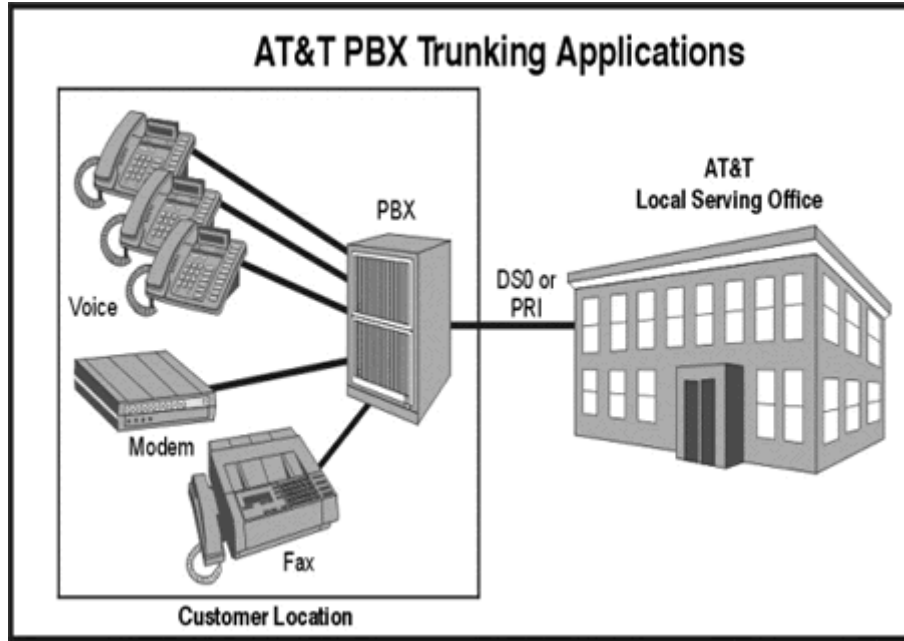 AT&T PBX Trunking Applications
AT&T
Local Serving Office
PBX
DS0 or
PRI
Voice
Modem
Fax
Customer Location